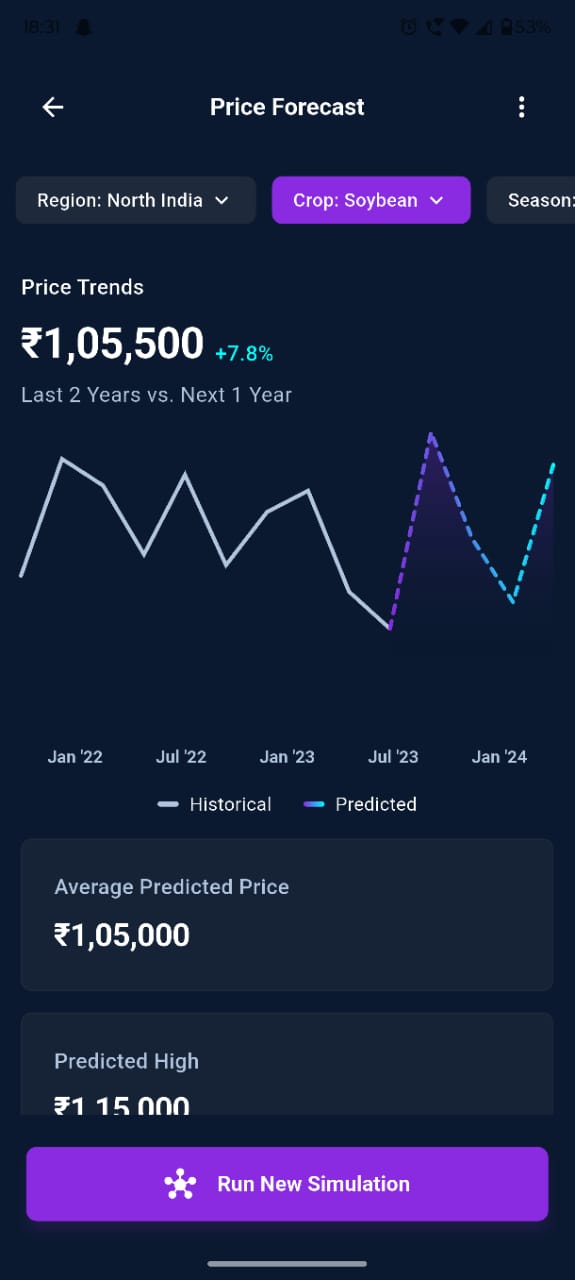 18:31
53%
Price Forecast
Region: North India
Crop: Soybean
Season:
Price Trends
₹1,05,500 +7.8%
Last 2 Years vs. Next 1 Year
Jan '22 Jul '22 Jan '23 Jul '23 Jan '24
Historical Predicted
Average Predicted Price
₹1,05,000
Predicted High
₹1,15,000
Run New Simulation